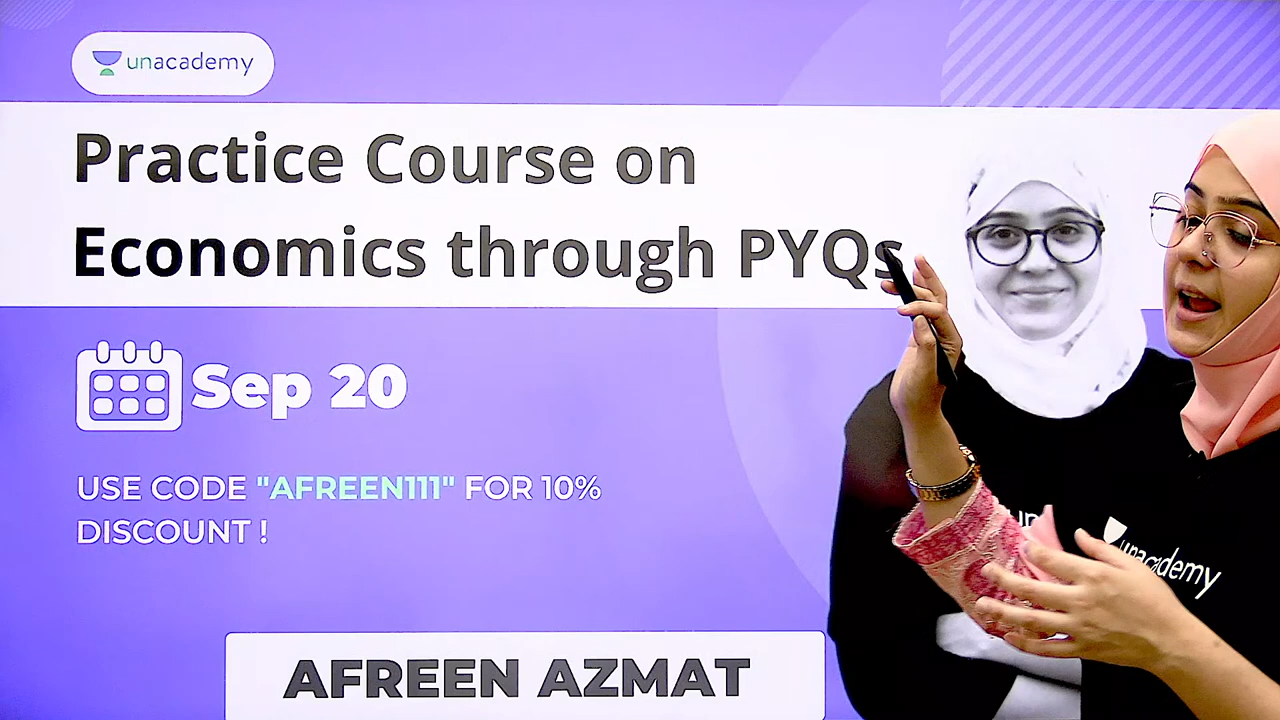 unacademy
Practice Course on
Economics through PYQs
Sep 20
USE CODE "AFREEN111" FOR 10%
DISCOUNT !
unacademy
AFREEN AZMAT